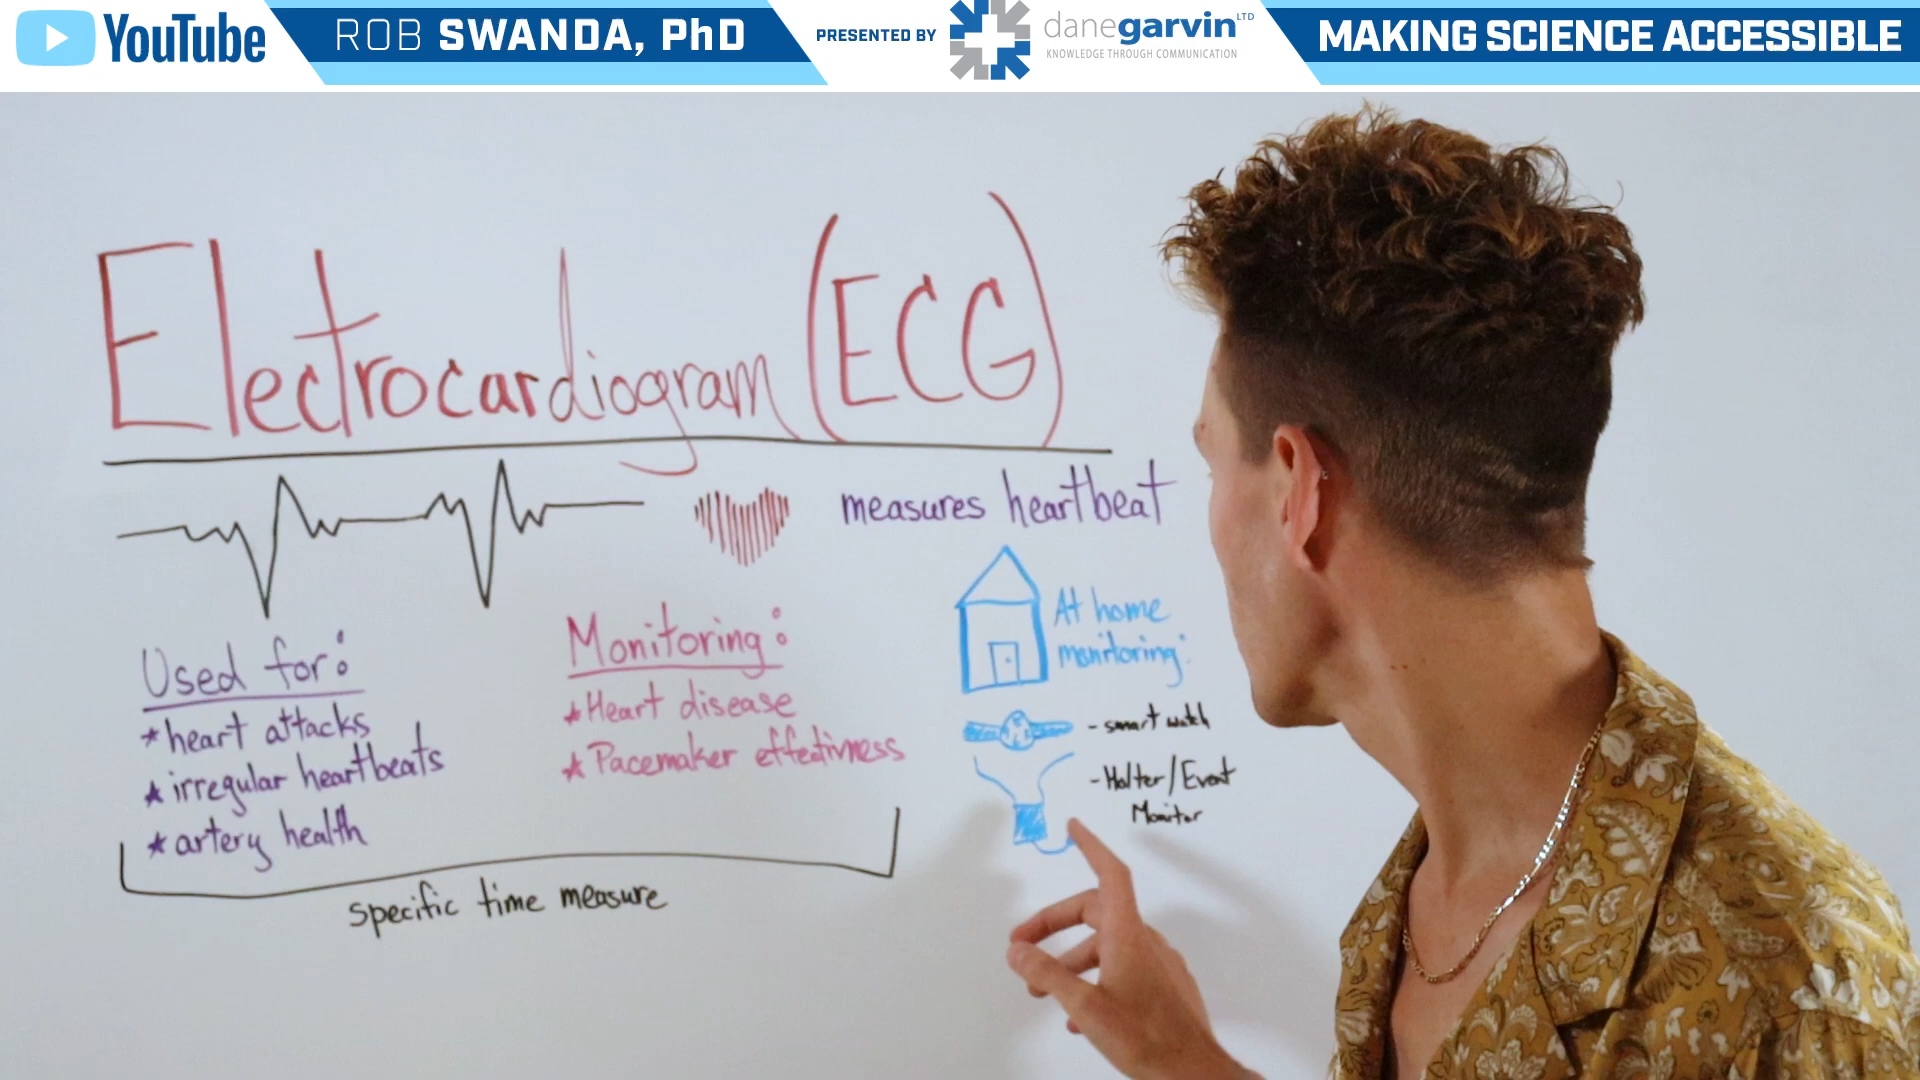 YouTube
ROB SWANDA, PhD
PRESENTED BY
danegarvin LTD
KNOWLEDGE THROUGH COMMUNICATION
MAKING SCIENCE ACCESSIBLE
Electrocardiogram (ECG)
measures heartbeat
Used for:
* heart attacks
* irregular heartbeats
* artery health
Monitoring:
* Heart disease
* Pacemaker effectivness
specific time measure
At home
monitoring:
- smart watch
- Holter/Event
Monitor